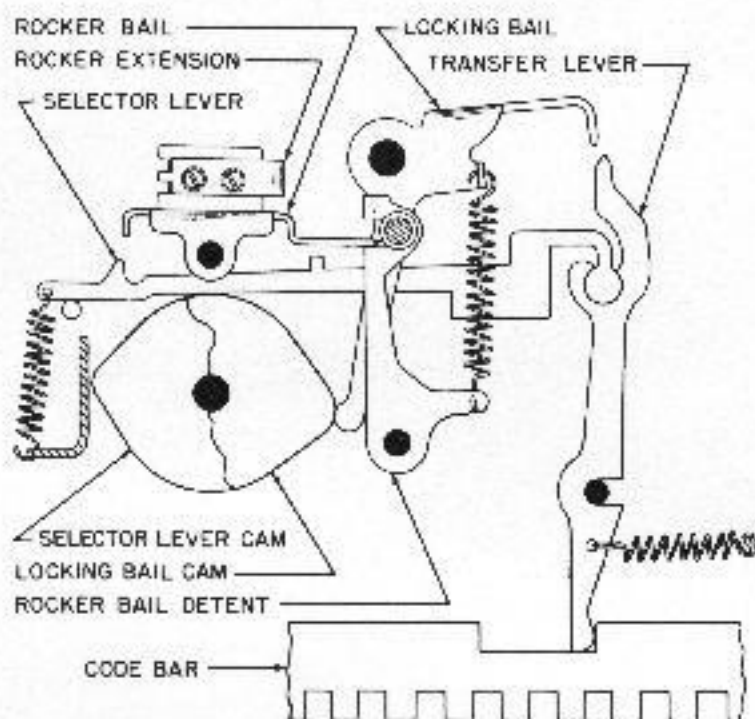 ROCKER BAIL
ROCKER EXTENSION
SELECTOR LEVER
LOCKING BAIL
TRANSFER LEVER
SELECTOR LEVER CAM
LOCKING BAIL CAM
ROCKER BAIL DETENT
CODE BAR